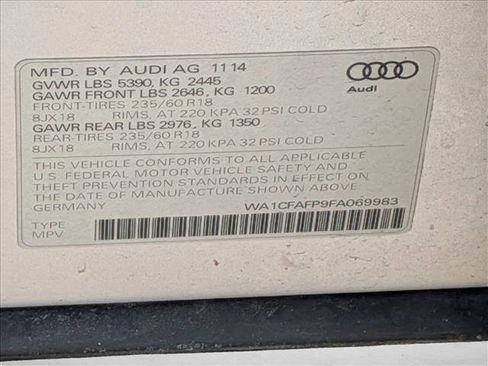 MFD. BY AUDI AG 11 14
GVWR LBS 5390, KG 2445
GAWR FRONT LBS 2646, KG 1200
FRONT-TIRES 235/60 R18
8JX18 RIMS, AT 220 KPA 32 PSI COLD
GAWR REAR LBS 2976, KG 1350
REAR-TIRES 235/60 R18
8JX18 RIMS, AT 220 KPA 32 PSI COLD
THIS VEHICLE CONFORMS TO ALL APPLICABLE
U.S. FEDERAL MOTOR VEHICLE SAFETY AND
THEFT PREVENTION STANDARDS IN EFFECT ON
THE DATE OF MANUFACTURE SHOWN ABOVE
GERMANY WA1CFAFP9FA069983
TYPE
MPV
Audi